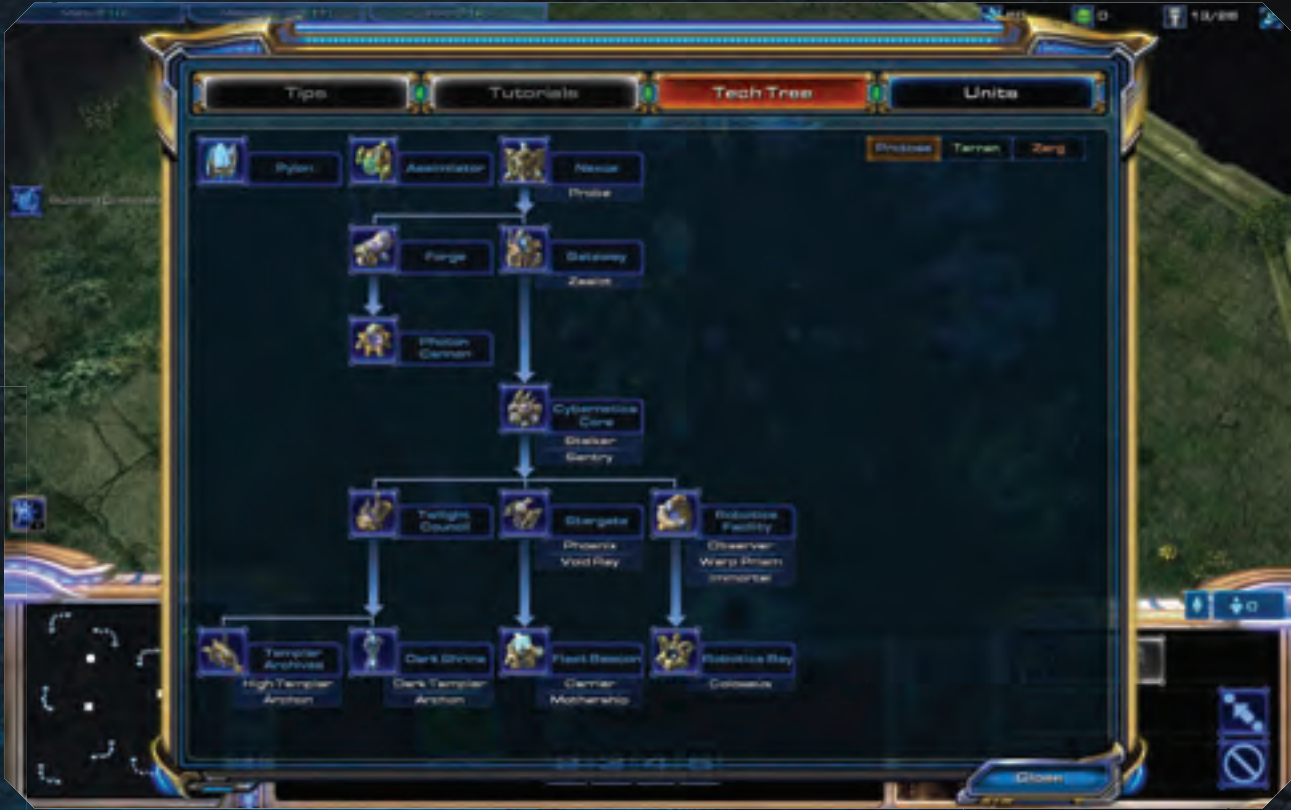 Tips
Tutorials
Tech Tree
Units
Protoss
Terran
Zerg
Pylon
Assimilator
Nexus
Probe
Forge
Gateway
Zealot
Photon
Cannon
Cybernetics
Core
Stalker
Sentry
Twilight
Council
Stargate
Phoenix
Void Ray
Robotics
Facility
Observer
Warp Prism
Immortal
Templar
Archives
High Templar
Archon
Dark Shrine
Dark Templar
Archon
Fleet Beacon
Carrier
Mothership
Robotics Bay
Colossus
0
Close